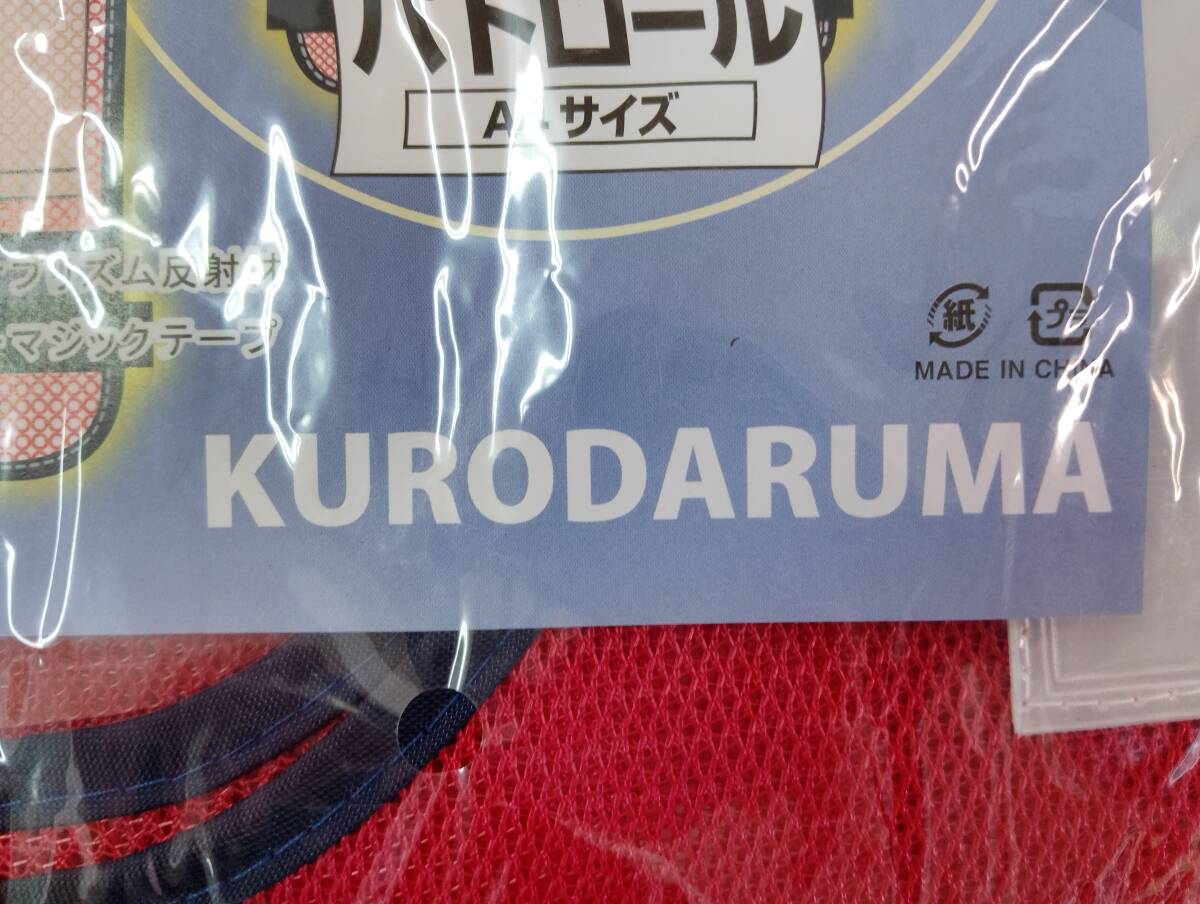 パトロール
A4サイズ
プリズム反射材
マジックテープ
紙 プラ
MADE IN CHINA
KURODARUMA